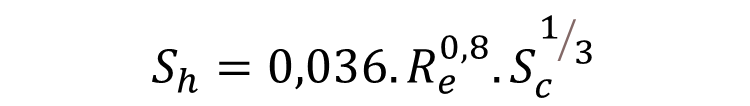 S_h = 0,036. R_e^{0,8}. S_c^{1/3}